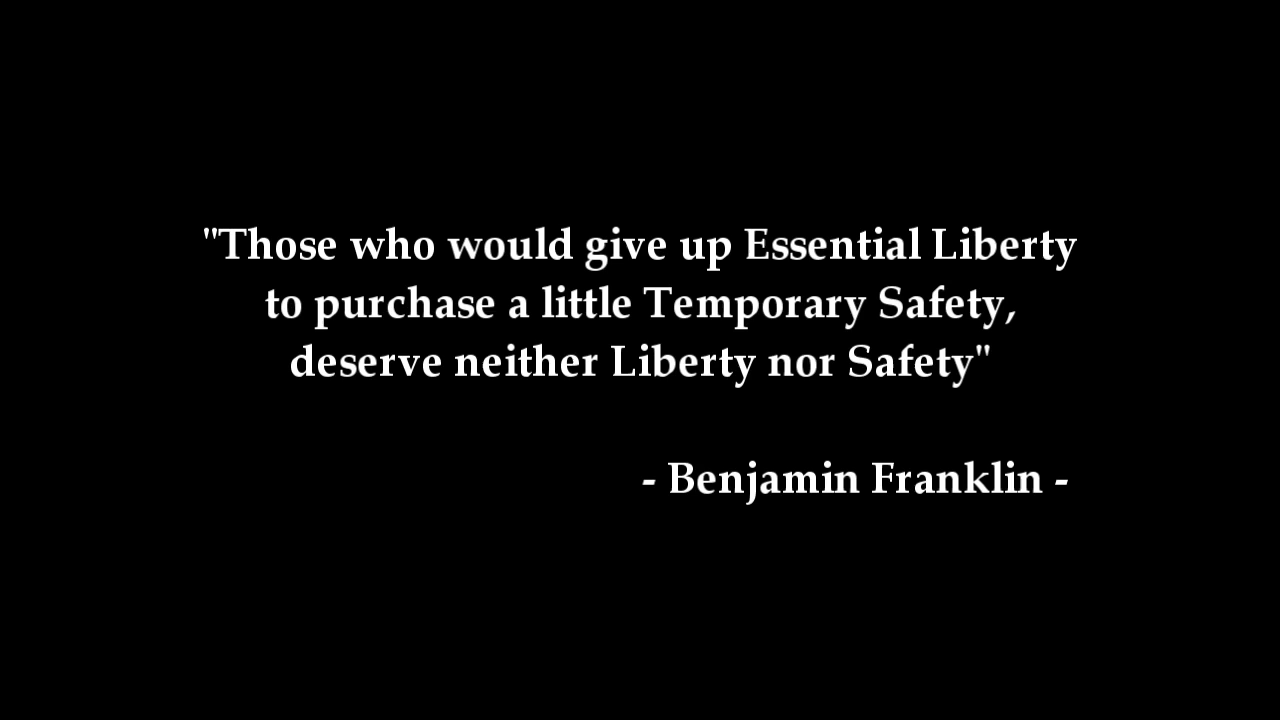 "Those who would give up Essential Liberty
to purchase a little Temporary Safety,
deserve neither Liberty nor Safety"
- Benjamin Franklin -